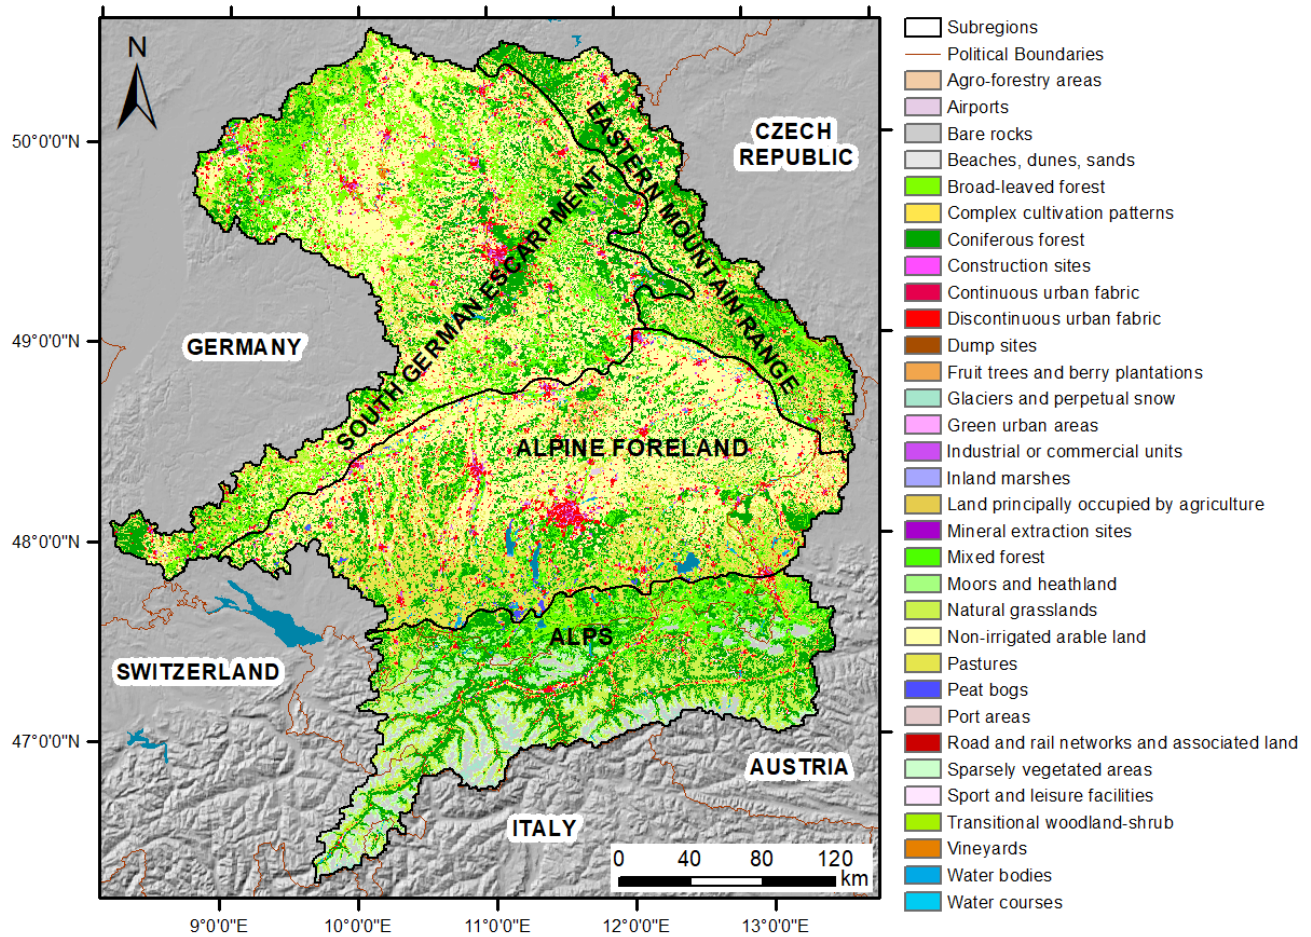 N
50°0'0"N
49°0'0"N
48°0'0"N
47°0'0"N
9°0'0"E
10°0'0"E
11°0'0"E
12°0'0"E
13°0'0"E
CZECH
REPUBLIC
EASTERN MOUNTAIN RANGE
SOUTH GERMAN ESCARPMENT
GERMANY
ALPINE FORELAND
ALPS
SWITZERLAND
AUSTRIA
ITALY
0 40 80 120
km
Subregions
Political Boundaries
Agro-forestry areas
Airports
Bare rocks
Beaches, dunes, sands
Broad-leaved forest
Complex cultivation patterns
Coniferous forest
Construction sites
Continuous urban fabric
Discontinuous urban fabric
Dump sites
Fruit trees and berry plantations
Glaciers and perpetual snow
Green urban areas
Industrial or commercial units
Inland marshes
Land principally occupied by agriculture
Mineral extraction sites
Mixed forest
Moors and heathland
Natural grasslands
Non-irrigated arable land
Pastures
Peat bogs
Port areas
Road and rail networks and associated land
Sparsely vegetated areas
Sport and leisure facilities
Transitional woodland-shrub
Vineyards
Water bodies
Water courses